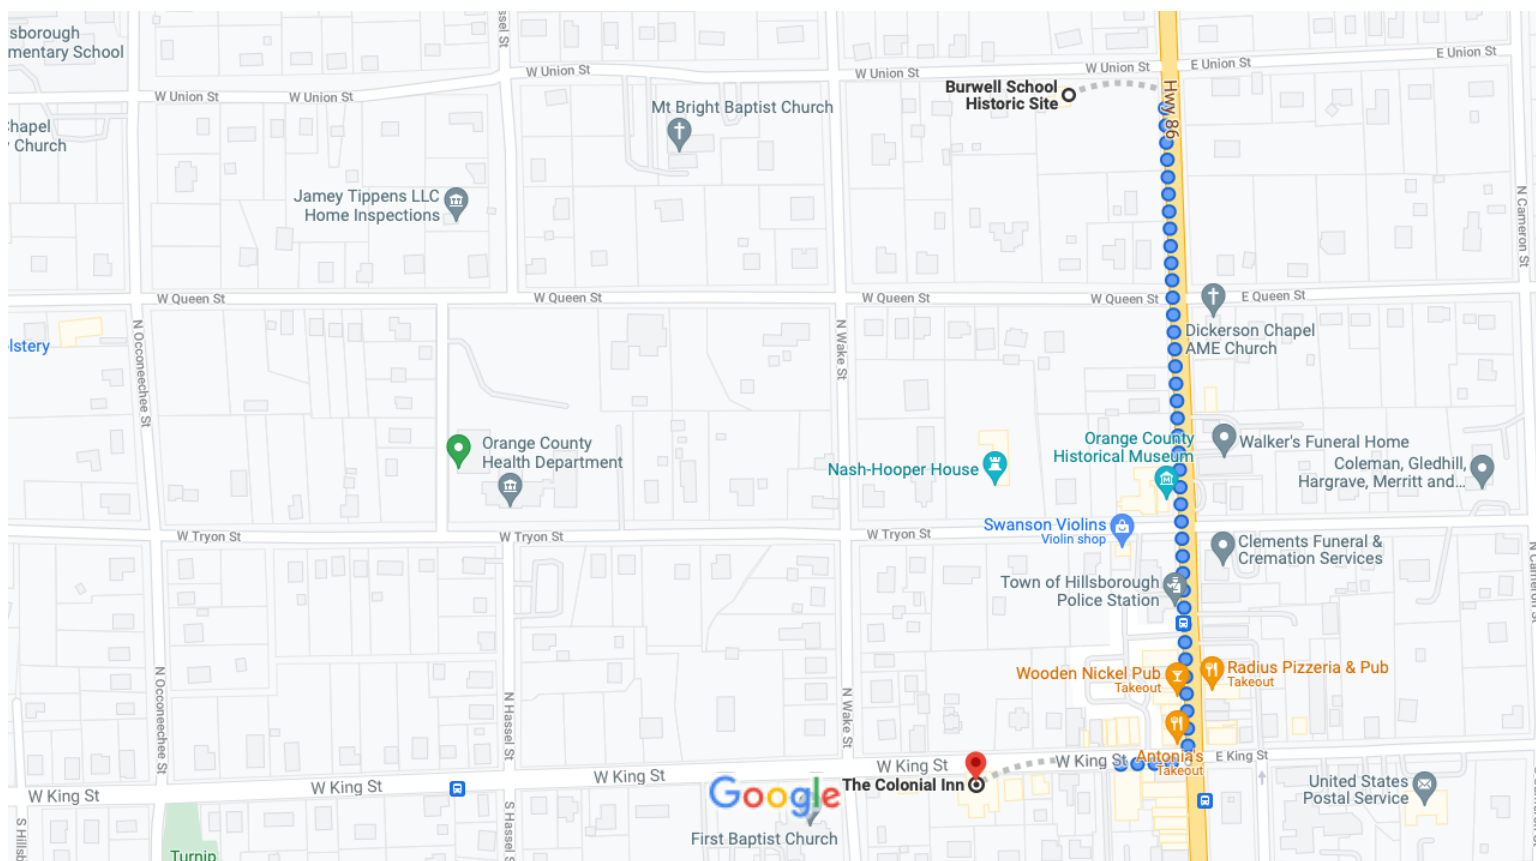 sborough
mentary School
ssel St
W Union St
W Union St
W Union St
W Union St
W Union St
E Union St
E Union St
Burwell School
Historic Site
Hwy 86
Mt Bright Baptist Church
Chapel
Church
Jamey Tippens LLC
Home Inspections
N Cameron St
W Queen St
W Queen St
W Queen St
W Queen St
E Queen St
Dickerson Chapel
AME Church
lstery
N Occoneechee St
N Wake St
Orange County
Health Department
Nash-Hooper House
Orange County
Historical Museum
Walker's Funeral Home
Coleman, Gledhill,
Hargrave, Merritt and...
Swanson Violins
Violin shop
W Tryon St
W Tryon St
W Tryon St
Clements Funeral &
Cremation Services
N Cameron St
Town of Hillsborough
Police Station
Wooden Nickel Pub
Takeout
Radius Pizzeria & Pub
Takeout
N Occoneechee St
N Hassel St
N Wake St
Antonia's
Takeout
W King St
W King St
W King St
W King St
W King St
E King St
The Colonial Inn
Google
First Baptist Church
United States
Postal Service
S Hillsb
S Hassel S
Turnip